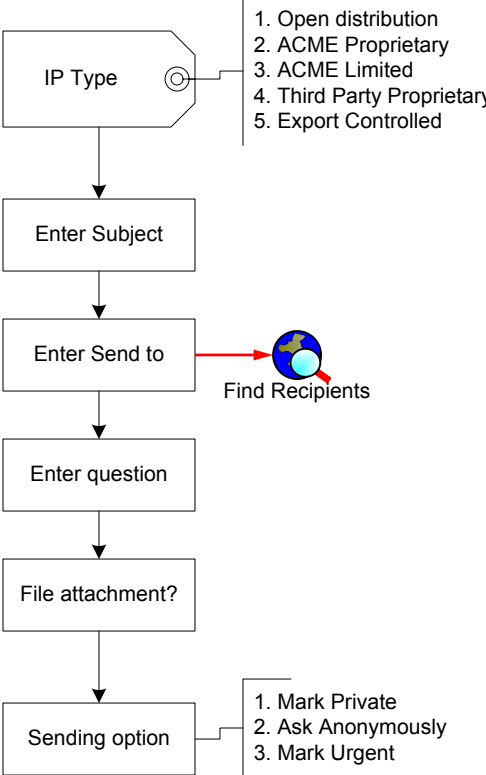 IP Type
1. Open distribution
2. ACME Proprietary
3. ACME Limited
4. Third Party Proprietary
5. Export Controlled
Enter Subject
Enter Send to
Find Recipients
Enter question
File attachment?
Sending option
1. Mark Private
2. Ask Anonymously
3. Mark Urgent